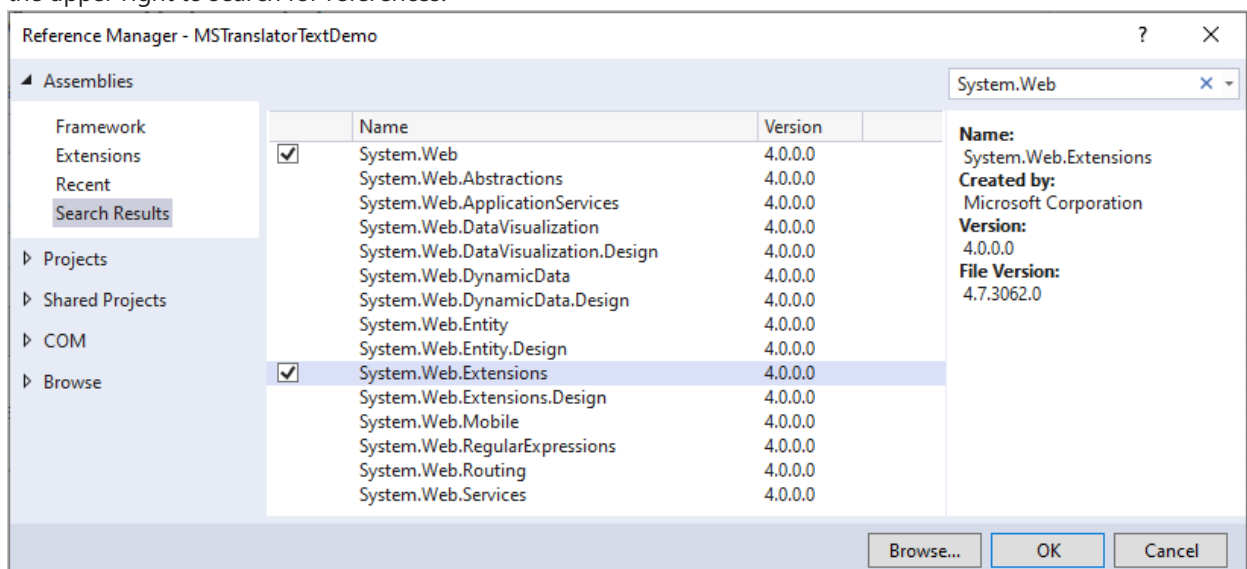 the upper right to search for references.
Reference Manager - MSTranslatorTextDemo ? ×
Assemblies
System.Web
Framework
Extensions
Recent
Search Results
Projects
Shared Projects
COM
Browse
Name Version
System.Web 4.0.0.0
System.Web.Abstractions 4.0.0.0
System.Web.ApplicationServices 4.0.0.0
System.Web.DataVisualization 4.0.0.0
System.Web.DataVisualization.Design 4.0.0.0
System.Web.DynamicData 4.0.0.0
System.Web.DynamicData.Design 4.0.0.0
System.Web.Entity 4.0.0.0
System.Web.Entity.Design 4.0.0.0
System.Web.Extensions 4.0.0.0
System.Web.Extensions.Design 4.0.0.0
System.Web.Mobile 4.0.0.0
System.Web.RegularExpressions 4.0.0.0
System.Web.Routing 4.0.0.0
System.Web.Services 4.0.0.0
Name:
System.Web.Extensions
Created by:
Microsoft Corporation
Version:
4.0.0.0
File Version:
4.7.3062.0
Browse... OK Cancel